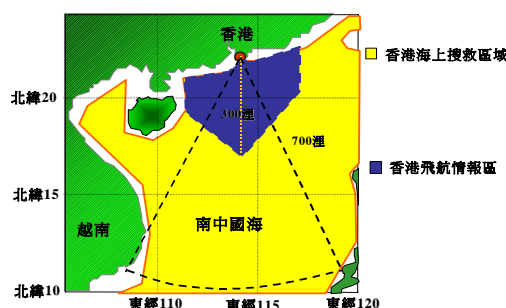 香港
香港海上搜救區域
北緯20
300浬
700浬
香港飛航情報區
北緯15
越南
南中國海
北緯10
東經110
東經115
東經120